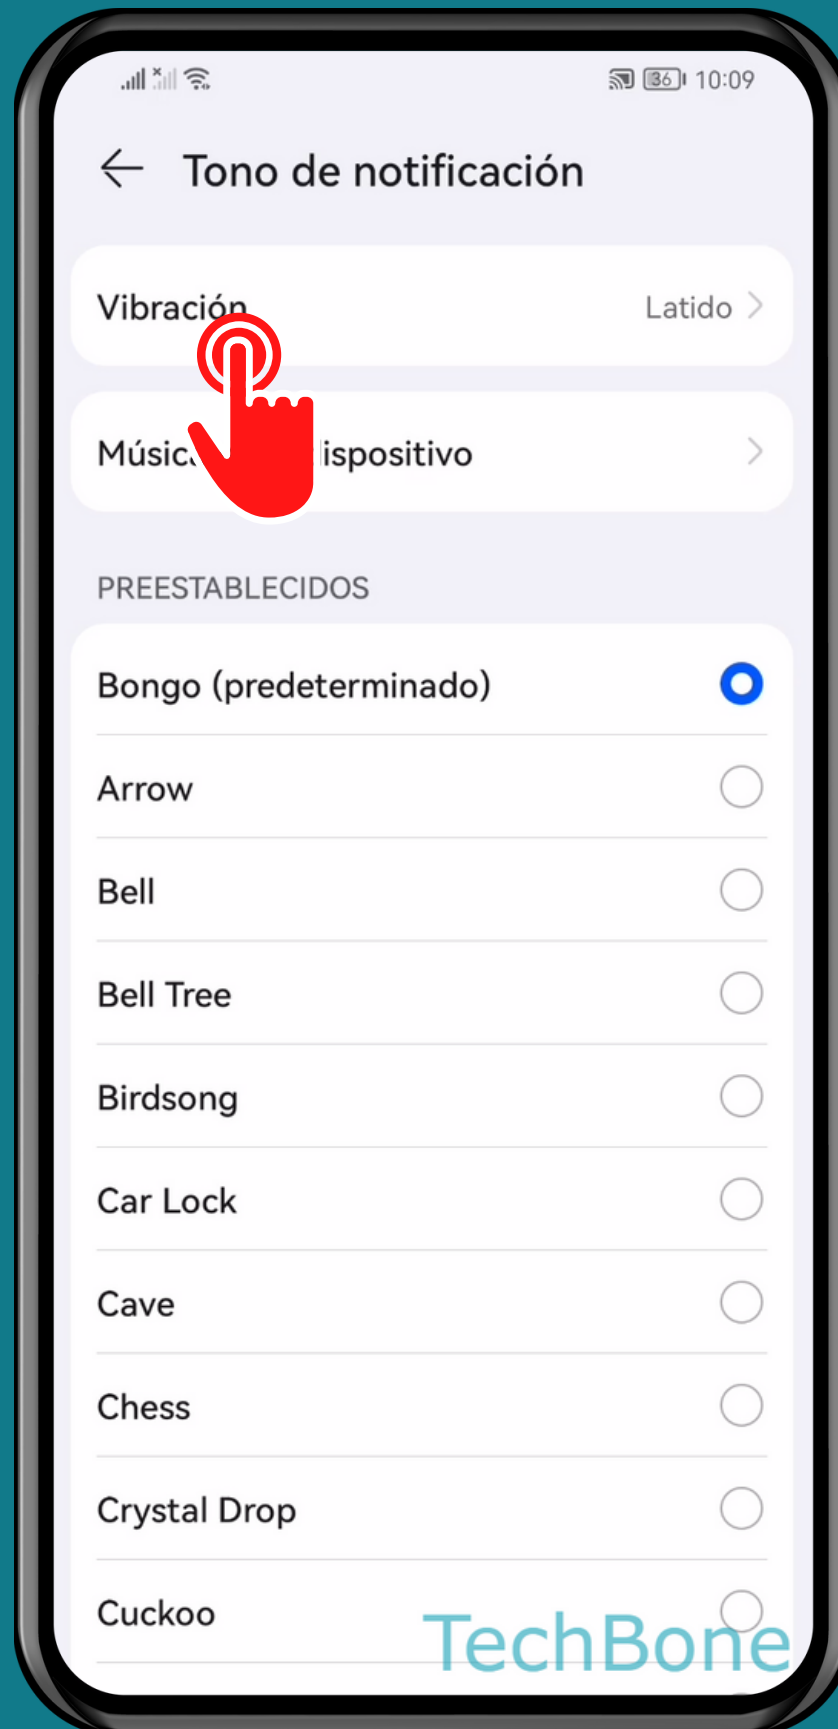 36 10:09
Tono de notificación
Vibración Latido
Música ispositivo
PREESTABLECIDOS
Bongo (predeterminado)
Arrow
Bell
Bell Tree
Birdsong
Car Lock
Cave
Chess
Crystal Drop
Cuckoo
TechBone